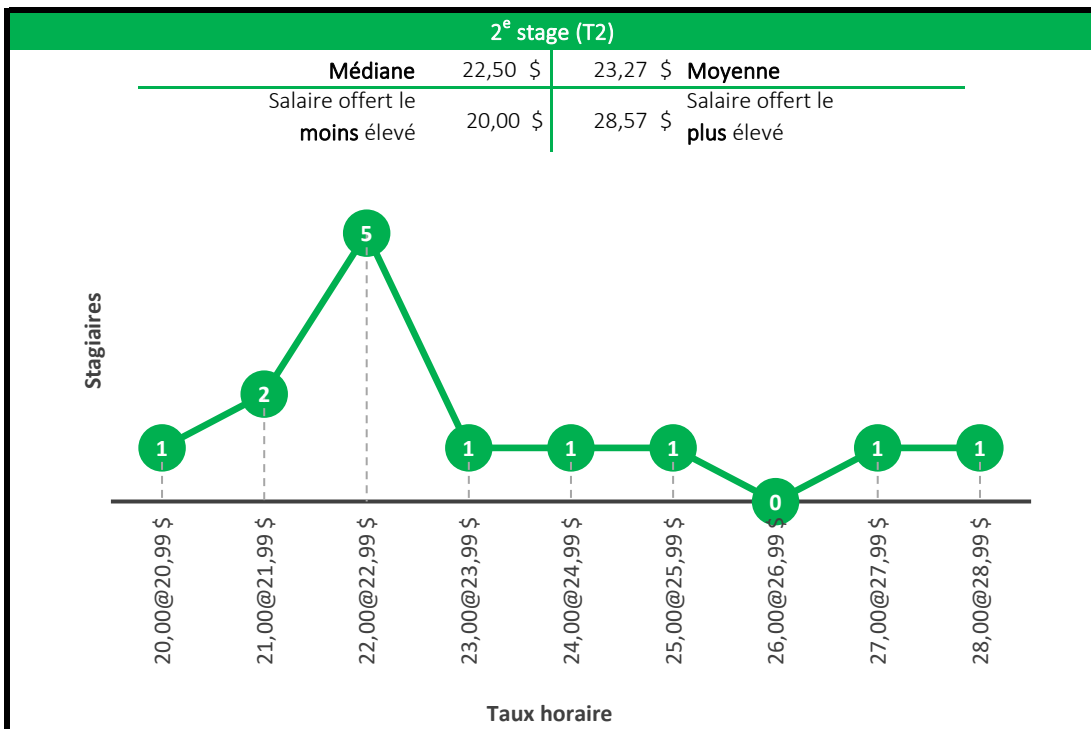 2e stage (T2)
Médiane 22,50 $ 23,27 $ Moyenne
Salaire offert le moins élevé 20,00 $ 28,57 $ Salaire offert le plus élevé
Stagiaires
5
2
1 1 1 1 1 1
0
20,00@20,99 $
21,00@21,99 $
22,00@22,99 $
23,00@23,99 $
24,00@24,99 $
25,00@25,99 $
26,00@26,99 $
27,00@27,99 $
28,00@28,99 $
Taux horaire